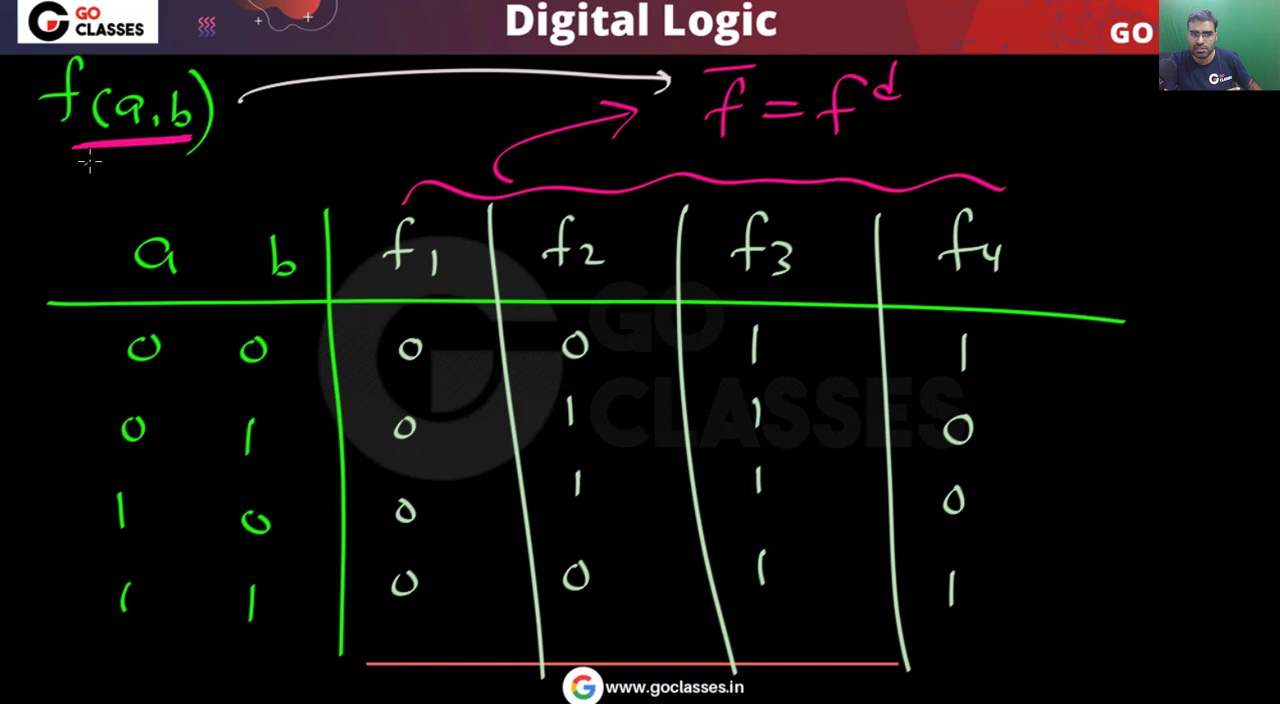 GO CLASSES
Digital Logic
GO
f(a,b) f̅ = f^d
a b f1 f2 f3 f4
0 0 0 0 1 1
0 1 0 1 1 0
1 0 0 1 1 0
1 1 0 0 1 1
GO
CLASSES
www.goclasses.in